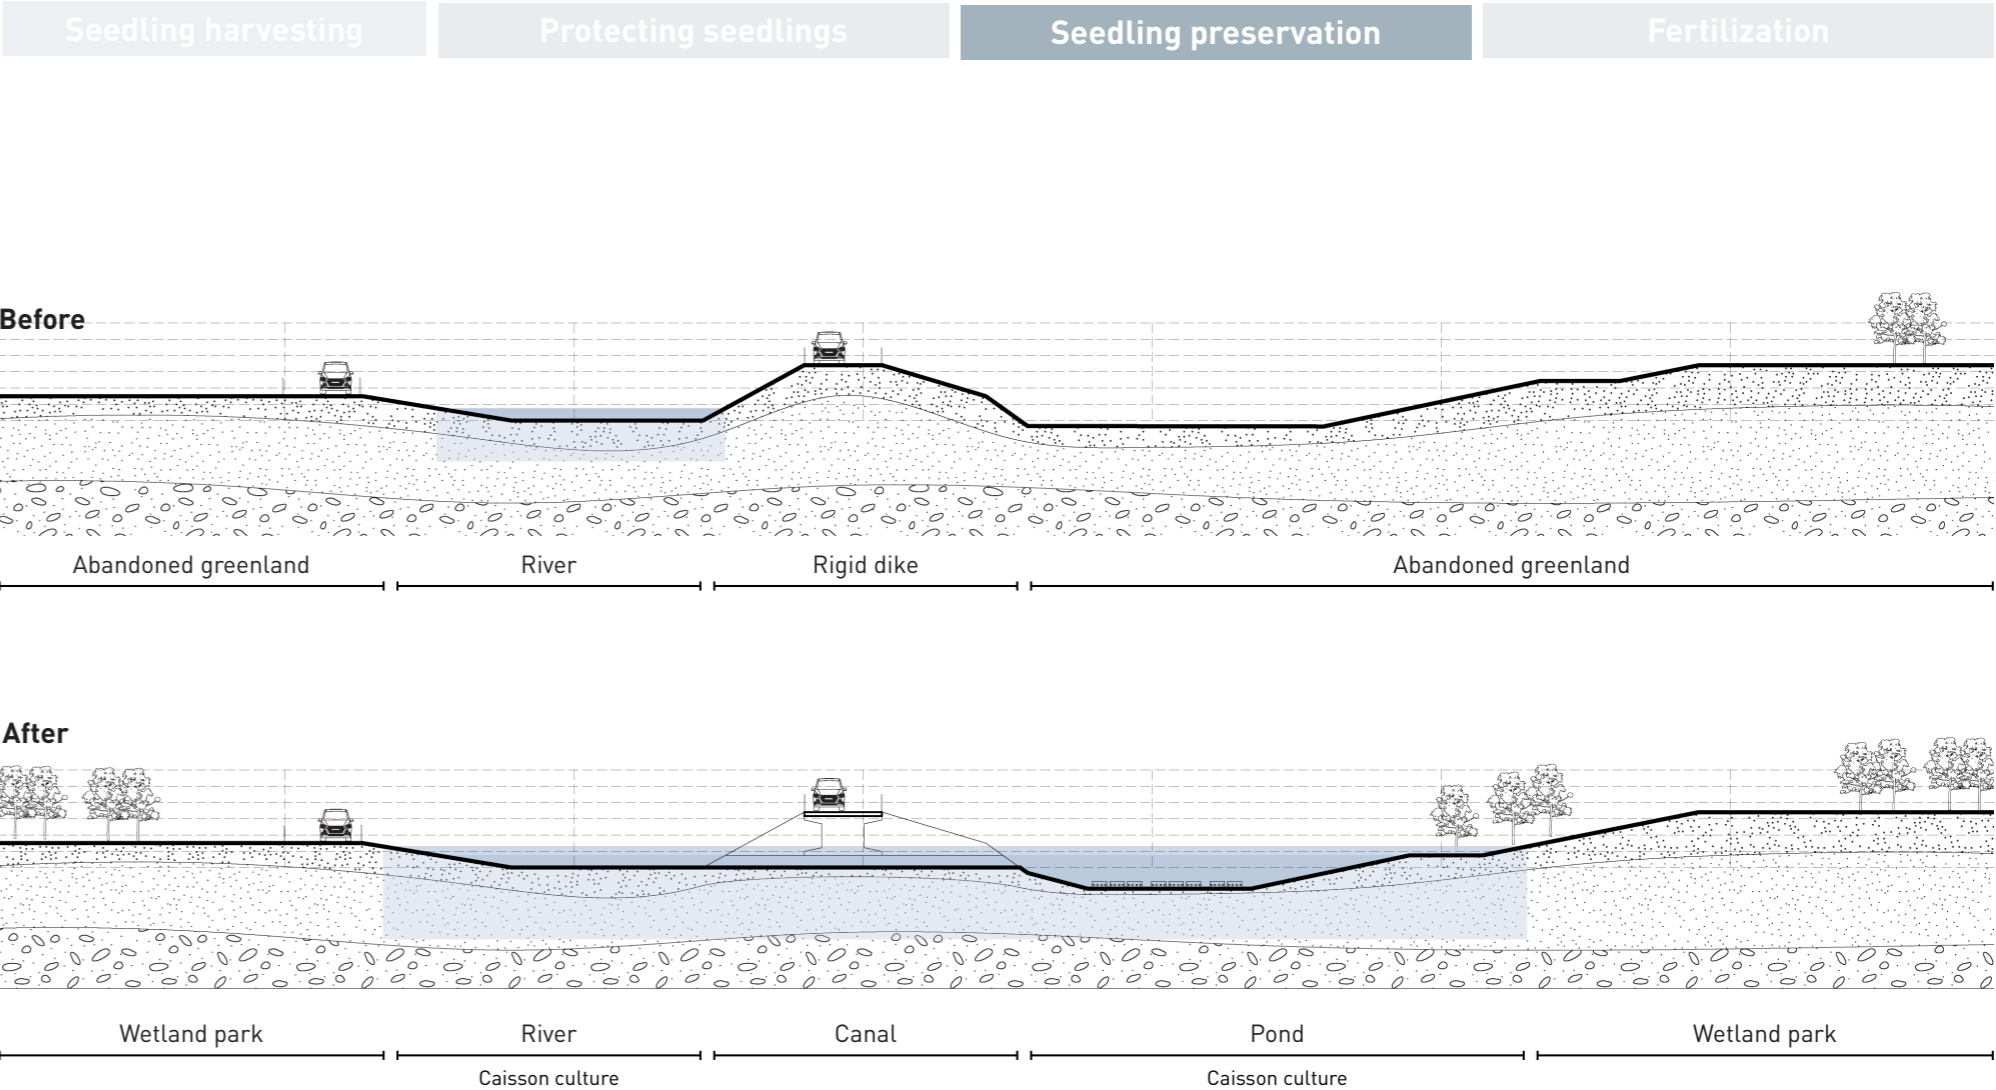 Seedling harvesting
Protecting seedlings
Seedling preservation
Fertilization
Before
Abandoned greenland
River
Rigid dike
Abandoned greenland
After
Wetland park
River
Canal
Pond
Wetland park
Caisson culture
Caisson culture